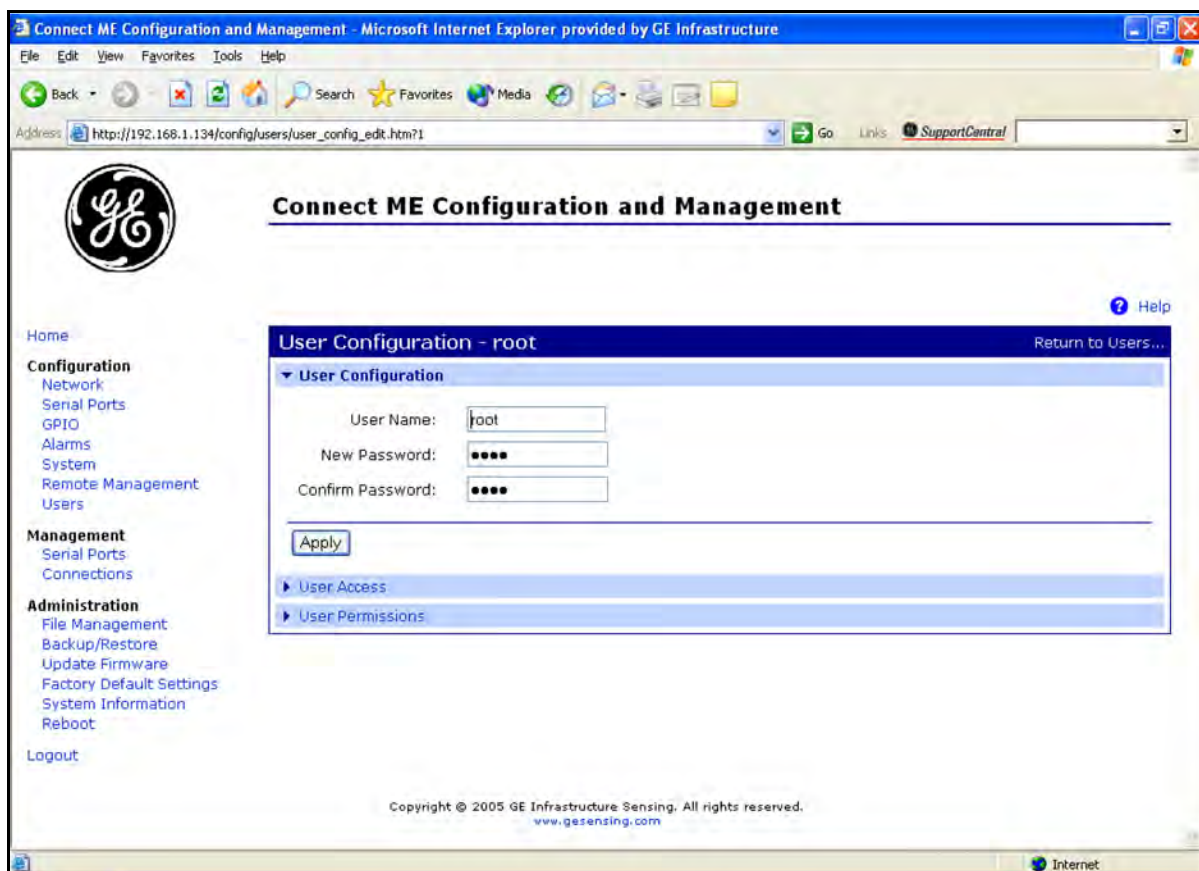 Connect ME Configuration and Management - Microsoft Internet Explorer provided by GE Infrastructure
File Edit View Favorites Tools Help
Back Search Favorites Media
Address http://192.168.1.134/config/users/user_config_edit.htm?1 Go Links SupportCentral
GE
Connect ME Configuration and Management
? Help
Home
Configuration
Network
Serial Ports
GPIO
Alarms
System
Remote Management
Users
Management
Serial Ports
Connections
Administration
File Management
Backup/Restore
Update Firmware
Factory Default Settings
System Information
Reboot
Logout
User Configuration - root Return to Users...
User Configuration
User Name: root
New Password: ●●●●
Confirm Password: ●●●●
Apply
User Access
User Permissions
Copyright © 2005 GE Infrastructure Sensing. All rights reserved.
www.gesensing.com
Internet